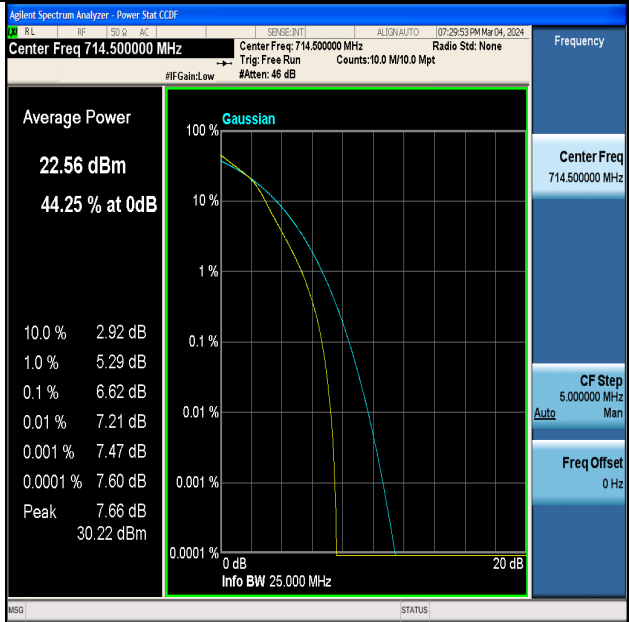 Agilent Spectrum Analyzer - Power Stat CCDF
LXI RL RF 50 Ω AC SENSE:INT ALIGN AUTO 07:29:53 PM Mar 04, 2024
Center Freq 714.500000 MHz
Center Freq: 714.500000 MHz Radio Std: None
Trig: Free Run Counts:10.0 M/10.0 Mpt
#IFGain:Low #Atten: 46 dB
Frequency
Average Power
22.56 dBm
44.25 % at 0dB
10.0 % 2.92 dB
1.0 % 5.29 dB
0.1 % 6.62 dB
0.01 % 7.21 dB
0.001 % 7.47 dB
0.0001 % 7.60 dB
Peak 7.66 dB
30.22 dBm
Gaussian
100 %
10 %
1 %
0.1 %
0.01 %
0.001 %
0.0001 %
0 dB 20 dB
Info BW 25.000 MHz
Center Freq
714.500000 MHz
CF Step
5.000000 MHz
Auto Man
Freq Offset
0 Hz
MSG STATUS